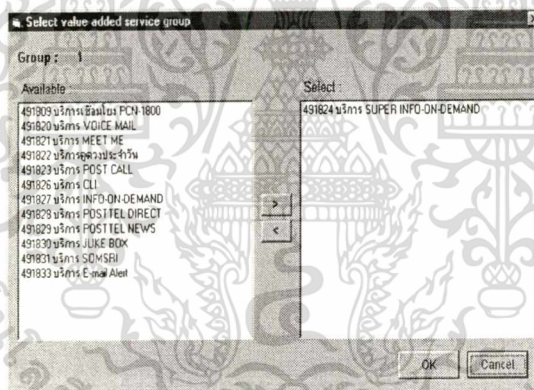 Select value added service group
Group : 1
Available :
491809 บริการเชื่อมโยง PCN-1800
491820 บริการ VOICE MAIL
491821 บริการ MEET ME
491822 บริการดูดวงประจำวัน
491823 บริการ POST CALL
491826 บริการ CLI
491827 บริการ INFO-ON-DEMAND
491828 บริการ POSTTEL DIRECT
491829 บริการ POSTTEL NEWS
491830 บริการ JUKE BOX
491831 บริการ SOMSRI
491833 บริการ E-mail Alert
>
<
Select :
491824 บริการ SUPER INFO-ON-DEMAND
OK
Cancel